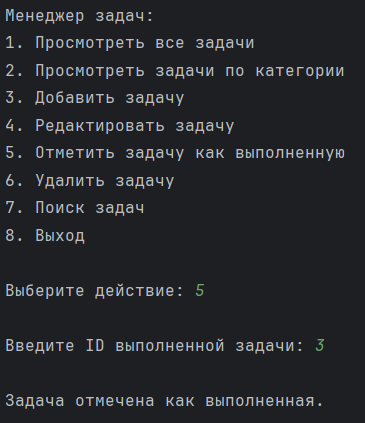 Менеджер задач:
1. Просмотреть все задачи
2. Просмотреть задачи по категории
3. Добавить задачу
4. Редактировать задачу
5. Отметить задачу как выполненную
6. Удалить задачу
7. Поиск задач
8. Выход
Выберите действие: 5
Введите ID выполненной задачи: 3
Задача отмечена как выполненная.